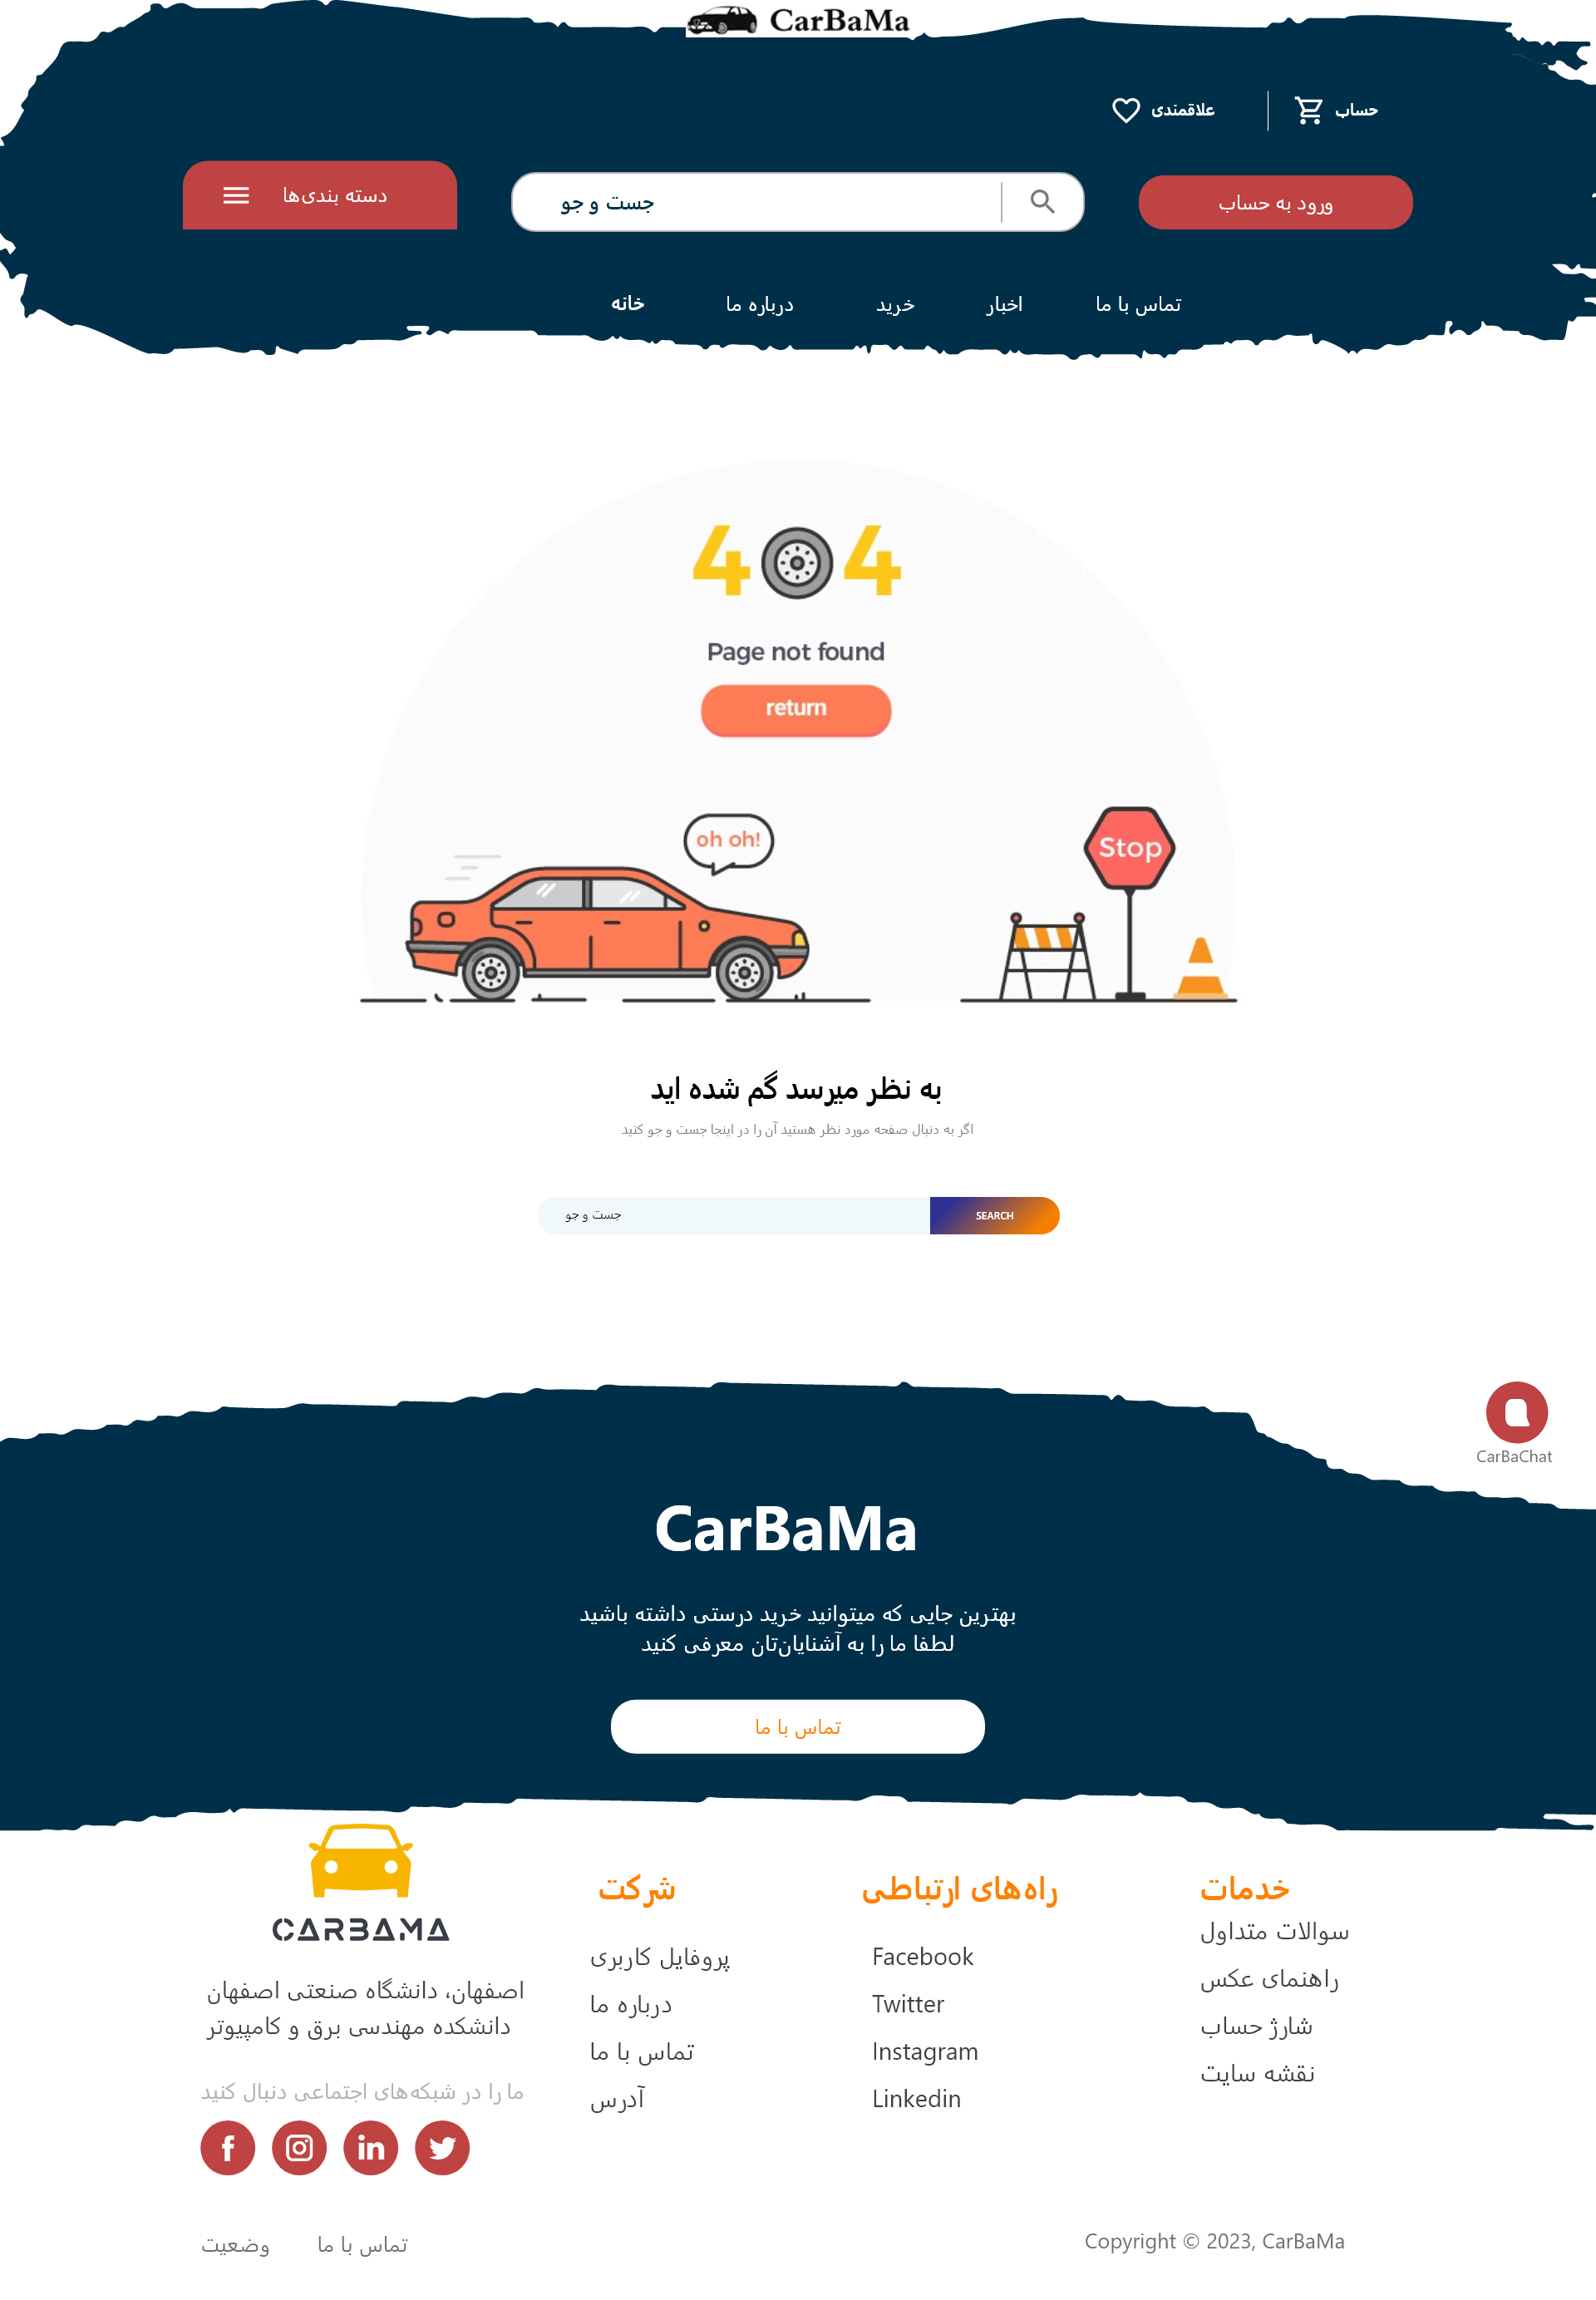 CarBaMa
علاقمندی
حساب
دسته بندی‌ها
جست و جو
ورود به حساب
خانه
درباره ما
خرید
اخبار
تماس با ما
4 4
Page not found
return
oh oh!
Stop
به نظر میرسد گم شده اید
اگر به دنبال صفحه مورد نظر هستید آن را در اینجا جست و جو کنید
جست و جو
SEARCH
CarBaChat
CarBaMa
بهترین جایی که میتوانید خرید درستی داشته باشید
لطفا ما را به آشنایان‌تان معرفی کنید
تماس با ما
CARBAMA
اصفهان، دانشگاه صنعتی اصفهان
دانشکده مهندسی برق و کامپیوتر
ما را در شبکه‌های اجتماعی دنبال کنید
شرکت
پروفایل کاربری
درباره ما
تماس با ما
آدرس
راه‌های ارتباطی
Facebook
Twitter
Instagram
Linkedin
خدمات
سوالات متداول
راهنمای عکس
شارژ حساب
نقشه سایت
وضعیت
تماس با ما
Copyright © 2023, CarBaMa